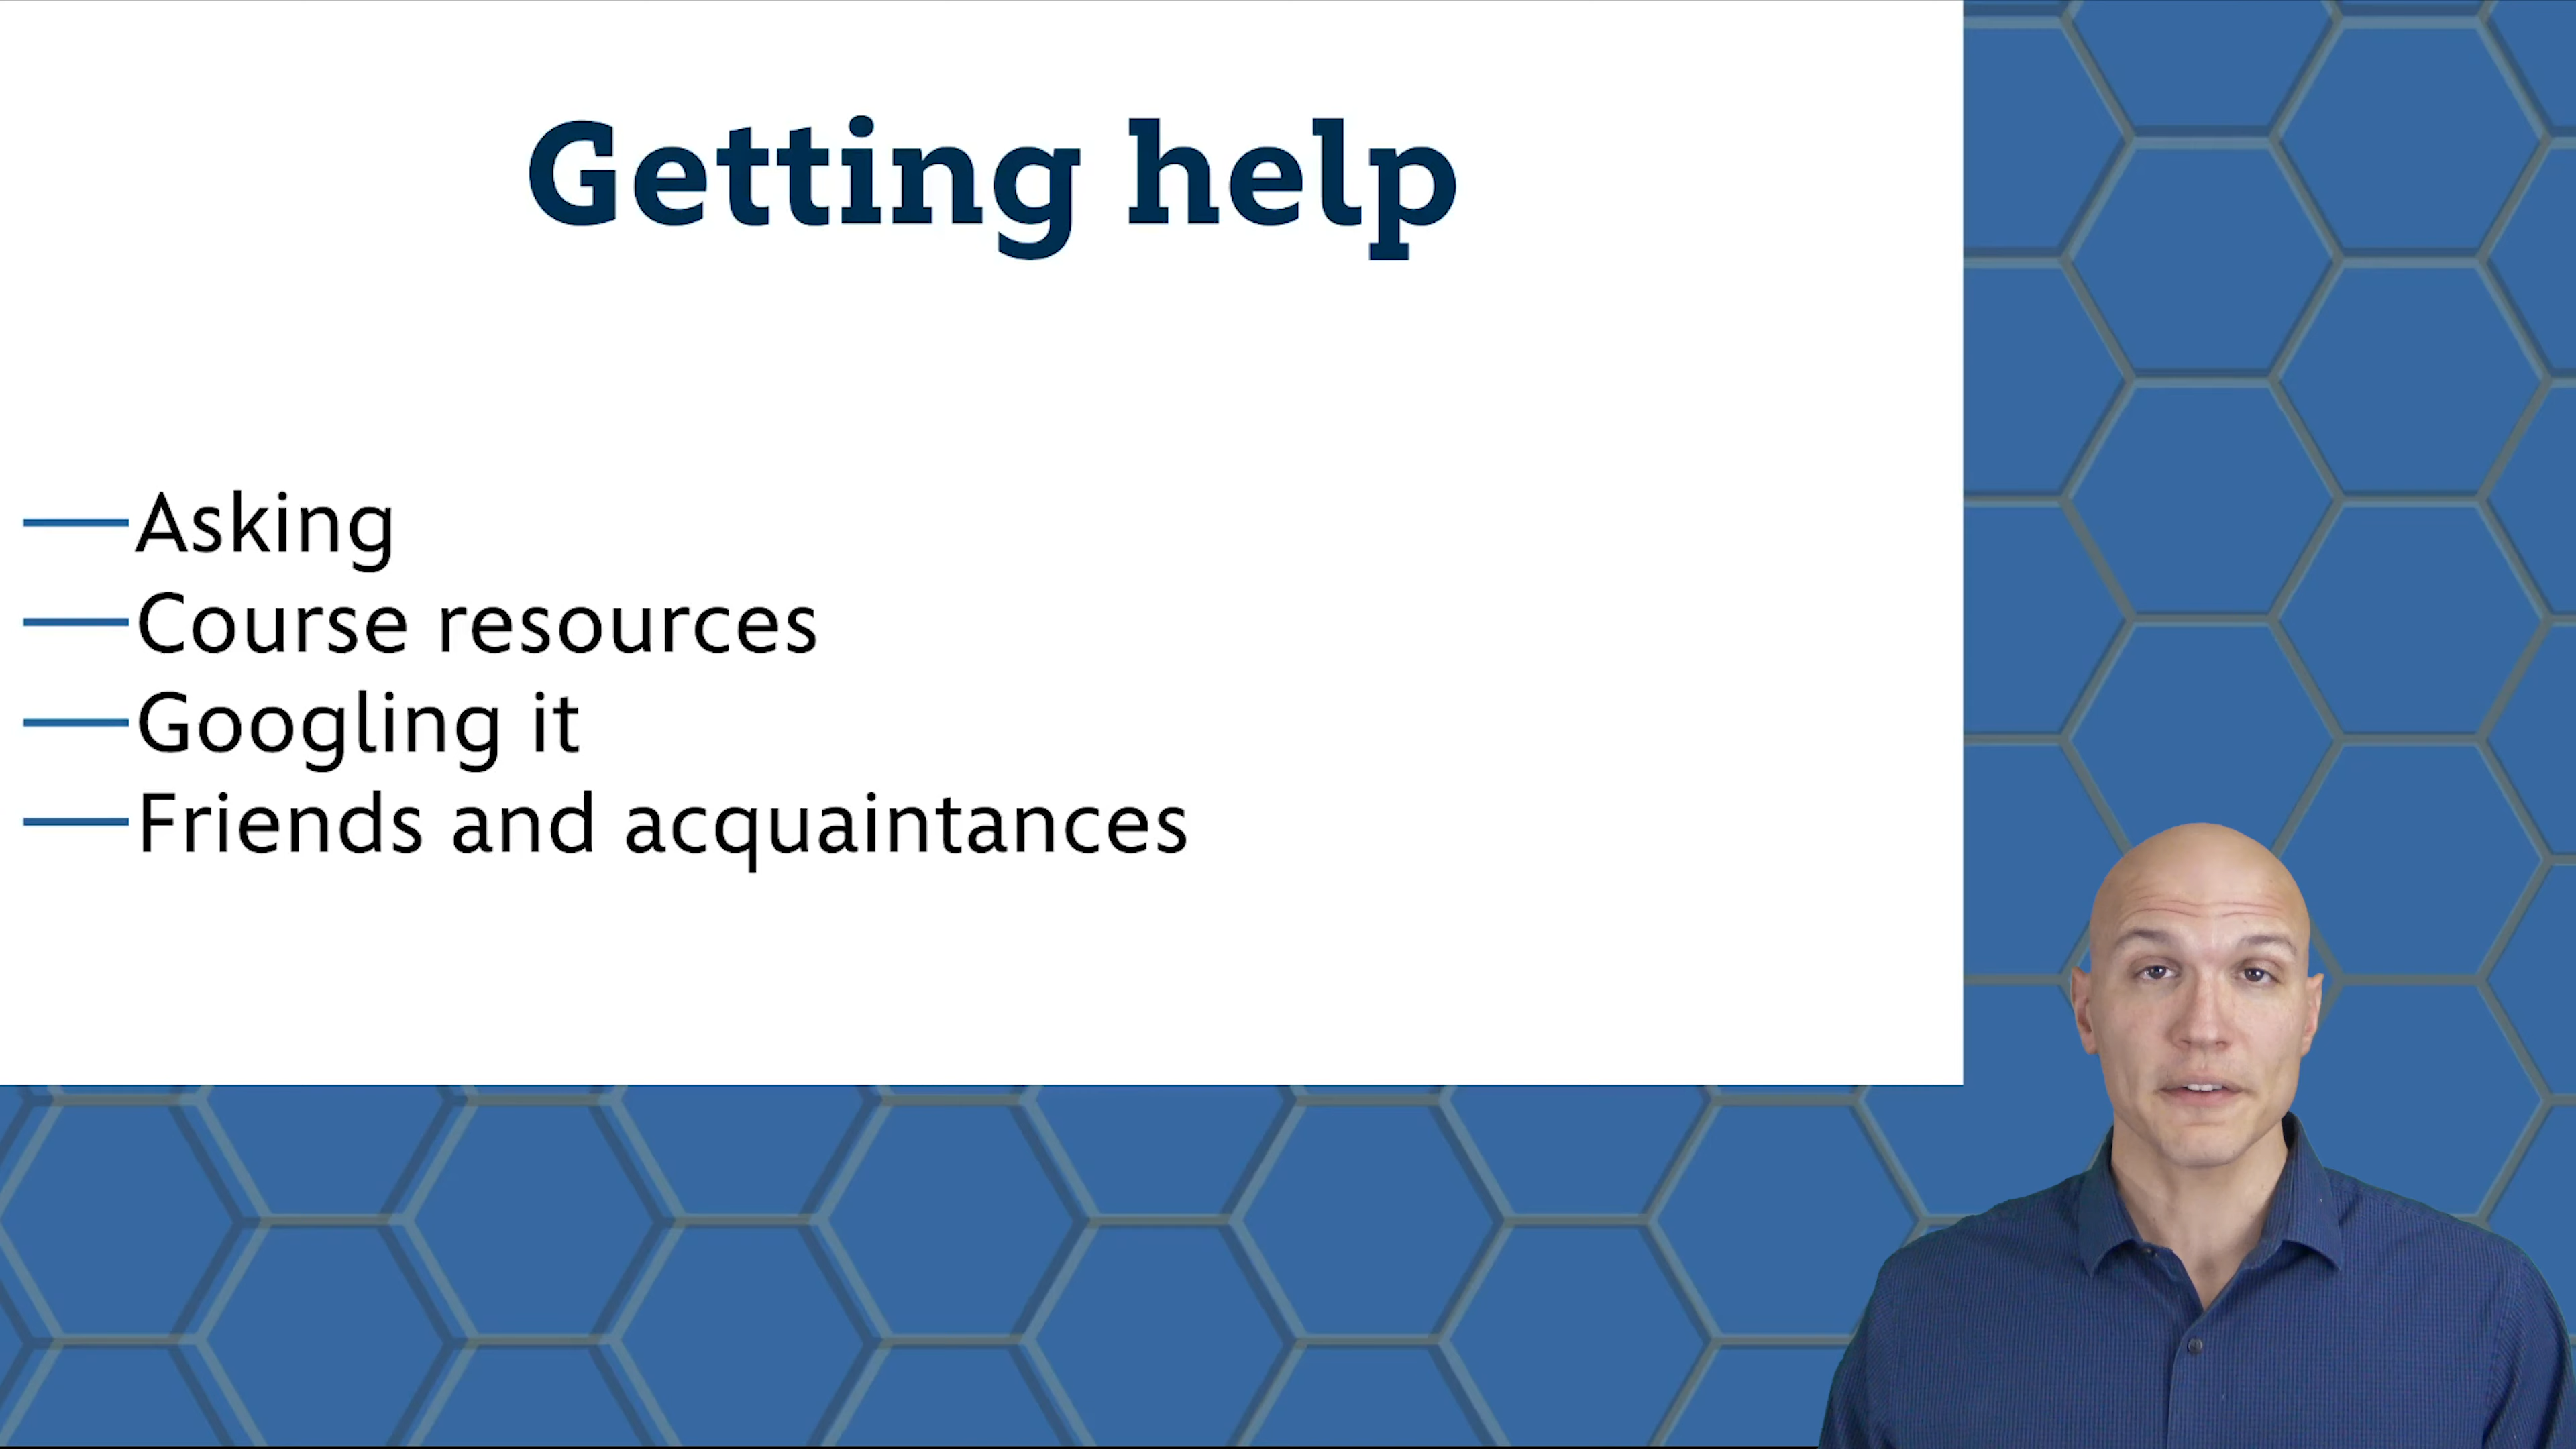 Getting help
Asking
Course resources
Googling it
Friends and acquaintances